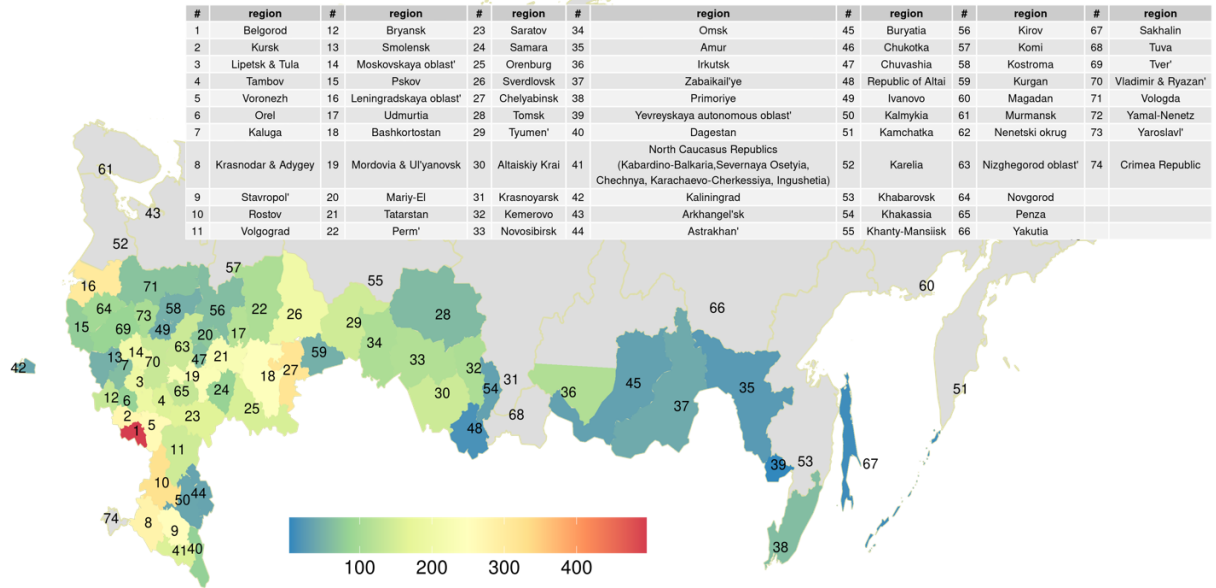 # region # region # region # region # region # region # region
1 Belgorod 12 Bryansk 23 Saratov 34 Omsk 45 Buryatia 56 Kirov 67 Sakhalin
2 Kursk 13 Smolensk 24 Samara 35 Amur 46 Chukotka 57 Komi 68 Tuva
3 Lipetsk & Tula 14 Moskovskaya oblast' 25 Orenburg 36 Irkutsk 47 Chuvashia 58 Kostroma 69 Tver'
4 Tambov 15 Pskov 26 Sverdlovsk 37 Zabaikail'ye 48 Republic of Altai 59 Kurgan 70 Vladimir & Ryazan'
5 Voronezh 16 Leningradskaya oblast' 27 Chelyabinsk 38 Primoriye 49 Ivanovo 60 Magadan 71 Vologda
6 Orel 17 Udmurtia 28 Tomsk 39 Yevreyskaya autonomous oblast' 50 Kalmykia 61 Murmansk 72 Yamal-Nenetz
7 Kaluga 18 Bashkortostan 29 Tyumen' 40 Dagestan 51 Kamchatka 62 Nenetski okrug 73 Yaroslavl'
8 Krasnodar & Adygey 19 Mordovia & Ul'yanovsk 30 Altaiskiy Krai 41 North Caucasus Republics
(Kabardino-Balkaria,Severnaya Osetyia,
Chechnya, Karachaevo-Cherkessiya, Ingushetia) 52 Karelia 63 Nizhegorod oblast' 74 Crimea Republic
9 Stavropol' 20 Mariy-El 31 Krasnoyarsk 42 Kaliningrad 53 Khabarovsk 64 Novgorod
10 Rostov 21 Tatarstan 32 Kemerovo 43 Arkhangel'sk 54 Khakassia 65 Penza
11 Volgograd 22 Perm' 33 Novosibirsk 44 Astrakhan' 55 Khanty-Mansiisk 66 Yakutia
61
43
52
57
55
16 71 60
64 73 58 56 22 26 28 66
15 69 49 20 17 29
14 63 34
42 13 7 70 47 21 59 33
3 19 18 27 32 31 45 35 51
12 6 4 65 24 30 54 36
2 23 25 68 37
1 5 48
11
10 39 53 67
50 44
74 8 9
41 40 38
100 200 300 400